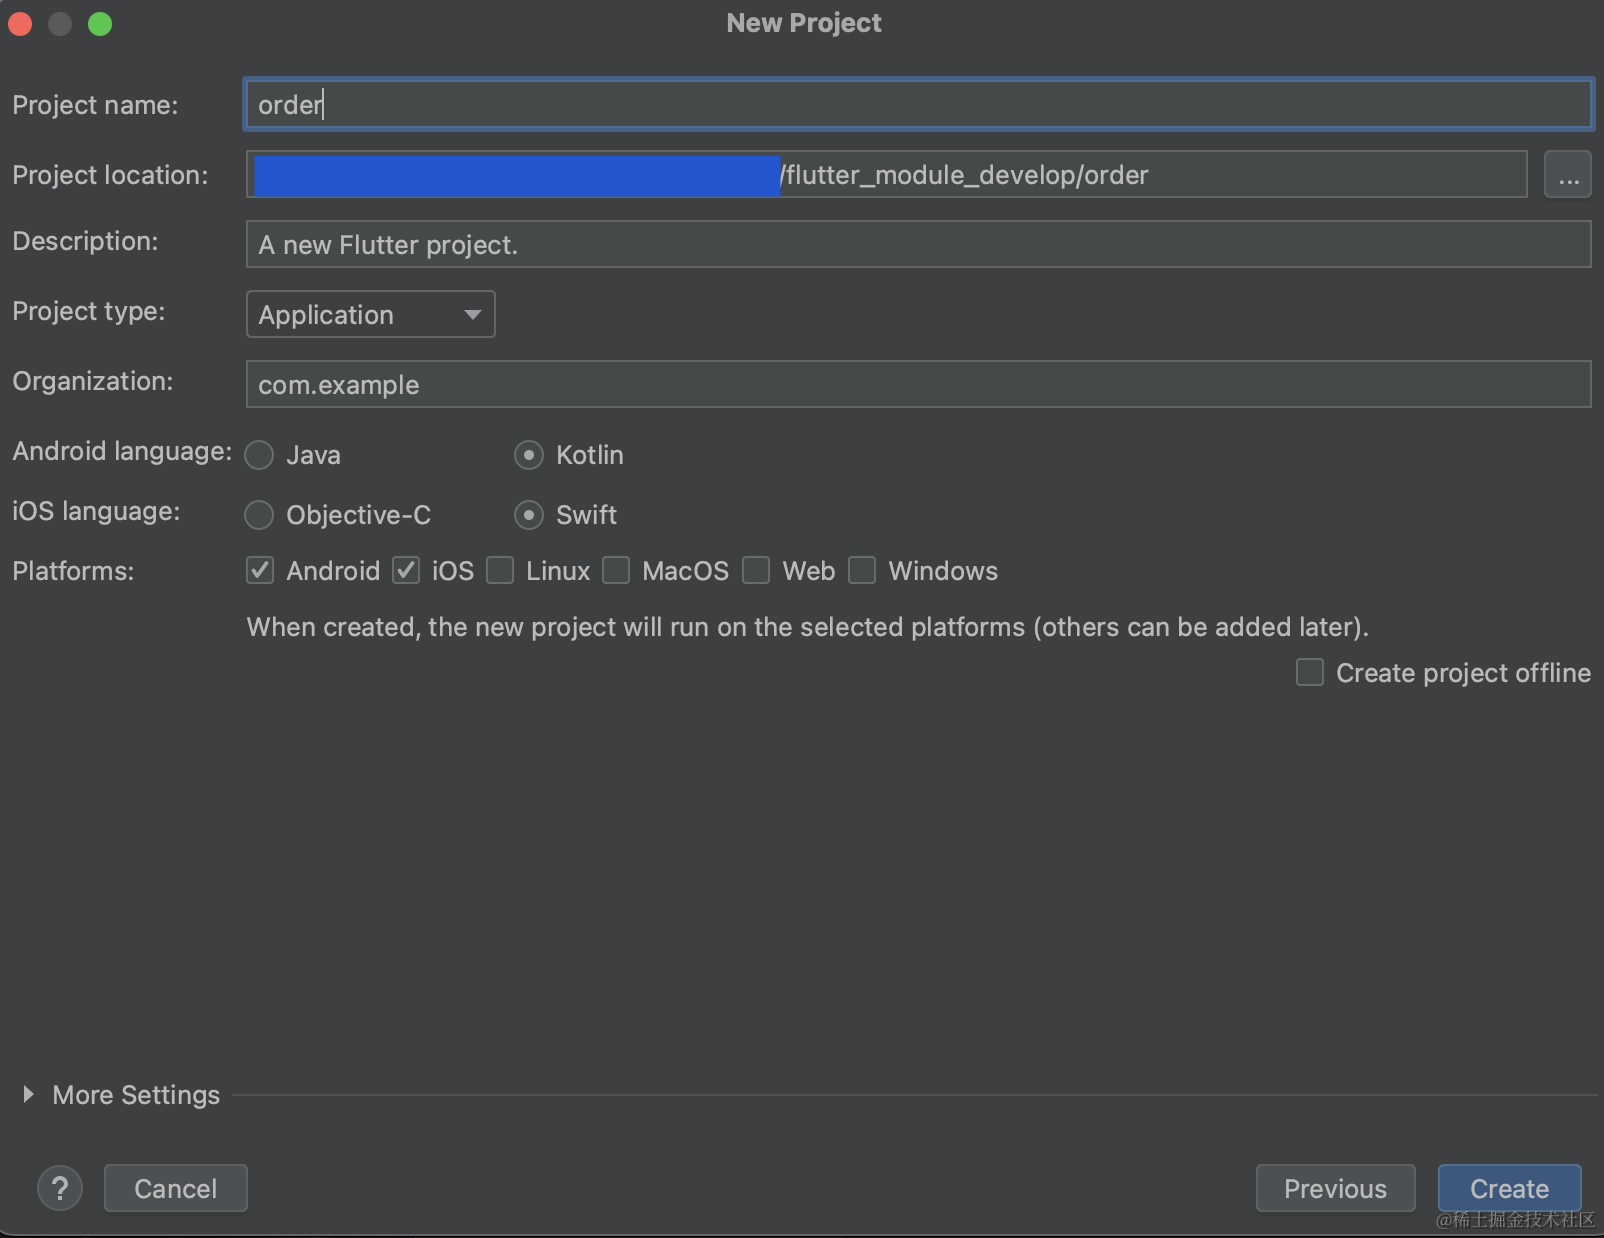 New Project
Project name: order
Project location: /flutter_module_develop/order ...
Description: A new Flutter project.
Project type: Application
Organization: com.example
Android language: Java Kotlin
iOS language: Objective-C Swift
Platforms: Android iOS Linux MacOS Web Windows
When created, the new project will run on the selected platforms (others can be added later).
Create project offline
More Settings
? Cancel Previous Create
@稀土掘金技术社区